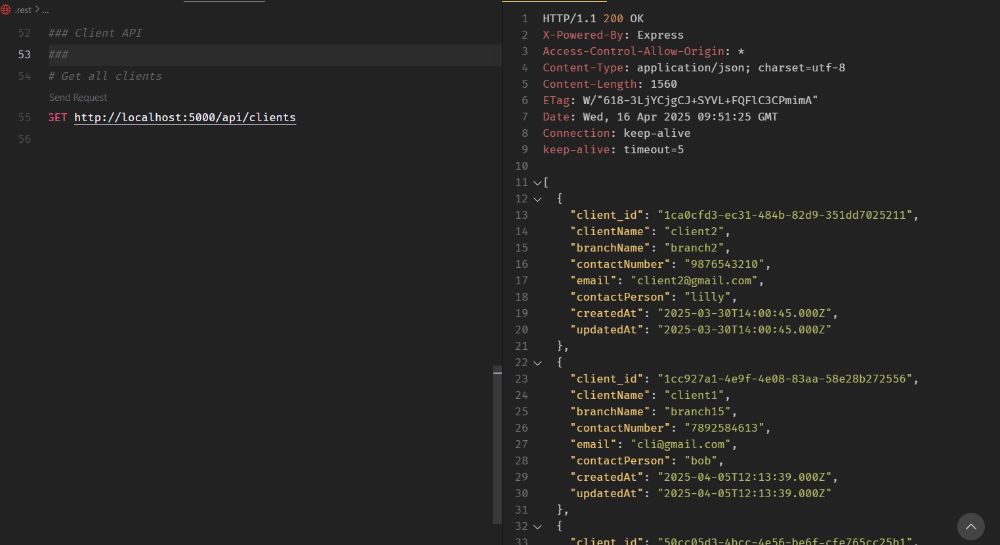 .rest > ...
52 ### Client API
53 ###
54 # Get all clients
Send Request
55 GET http://localhost:5000/api/clients
56
1 HTTP/1.1 200 OK
2 X-Powered-By: Express
3 Access-Control-Allow-Origin: *
4 Content-Type: application/json; charset=utf-8
5 Content-Length: 1560
6 ETag: W/"618-3LjYCjgCJ+SYVL+FQFlC3CPmimA"
7 Date: Wed, 16 Apr 2025 09:51:25 GMT
8 Connection: keep-alive
9 keep-alive: timeout=5
10
11 [
12 {
13 "client_id": "1ca0cfd3-ec31-484b-82d9-351dd7025211",
14 "clientName": "client2",
15 "branchName": "branch2",
16 "contactNumber": "9876543210",
17 "email": "client2@gmail.com",
18 "contactPerson": "lilly",
19 "createdAt": "2025-03-30T14:00:45.000Z",
20 "updatedAt": "2025-03-30T14:00:45.000Z"
21 },
22 {
23 "client_id": "1cc927a1-4e9f-4e08-83aa-58e28b272556",
24 "clientName": "client1",
25 "branchName": "branch15",
26 "contactNumber": "7892584613",
27 "email": "cli@gmail.com",
28 "contactPerson": "bob",
29 "createdAt": "2025-04-05T12:13:39.000Z",
30 "updatedAt": "2025-04-05T12:13:39.000Z"
31 },
32 {
33 "client_id": "50cc05d3-4bcc-4e56-be6f-cfe765cc25b1",